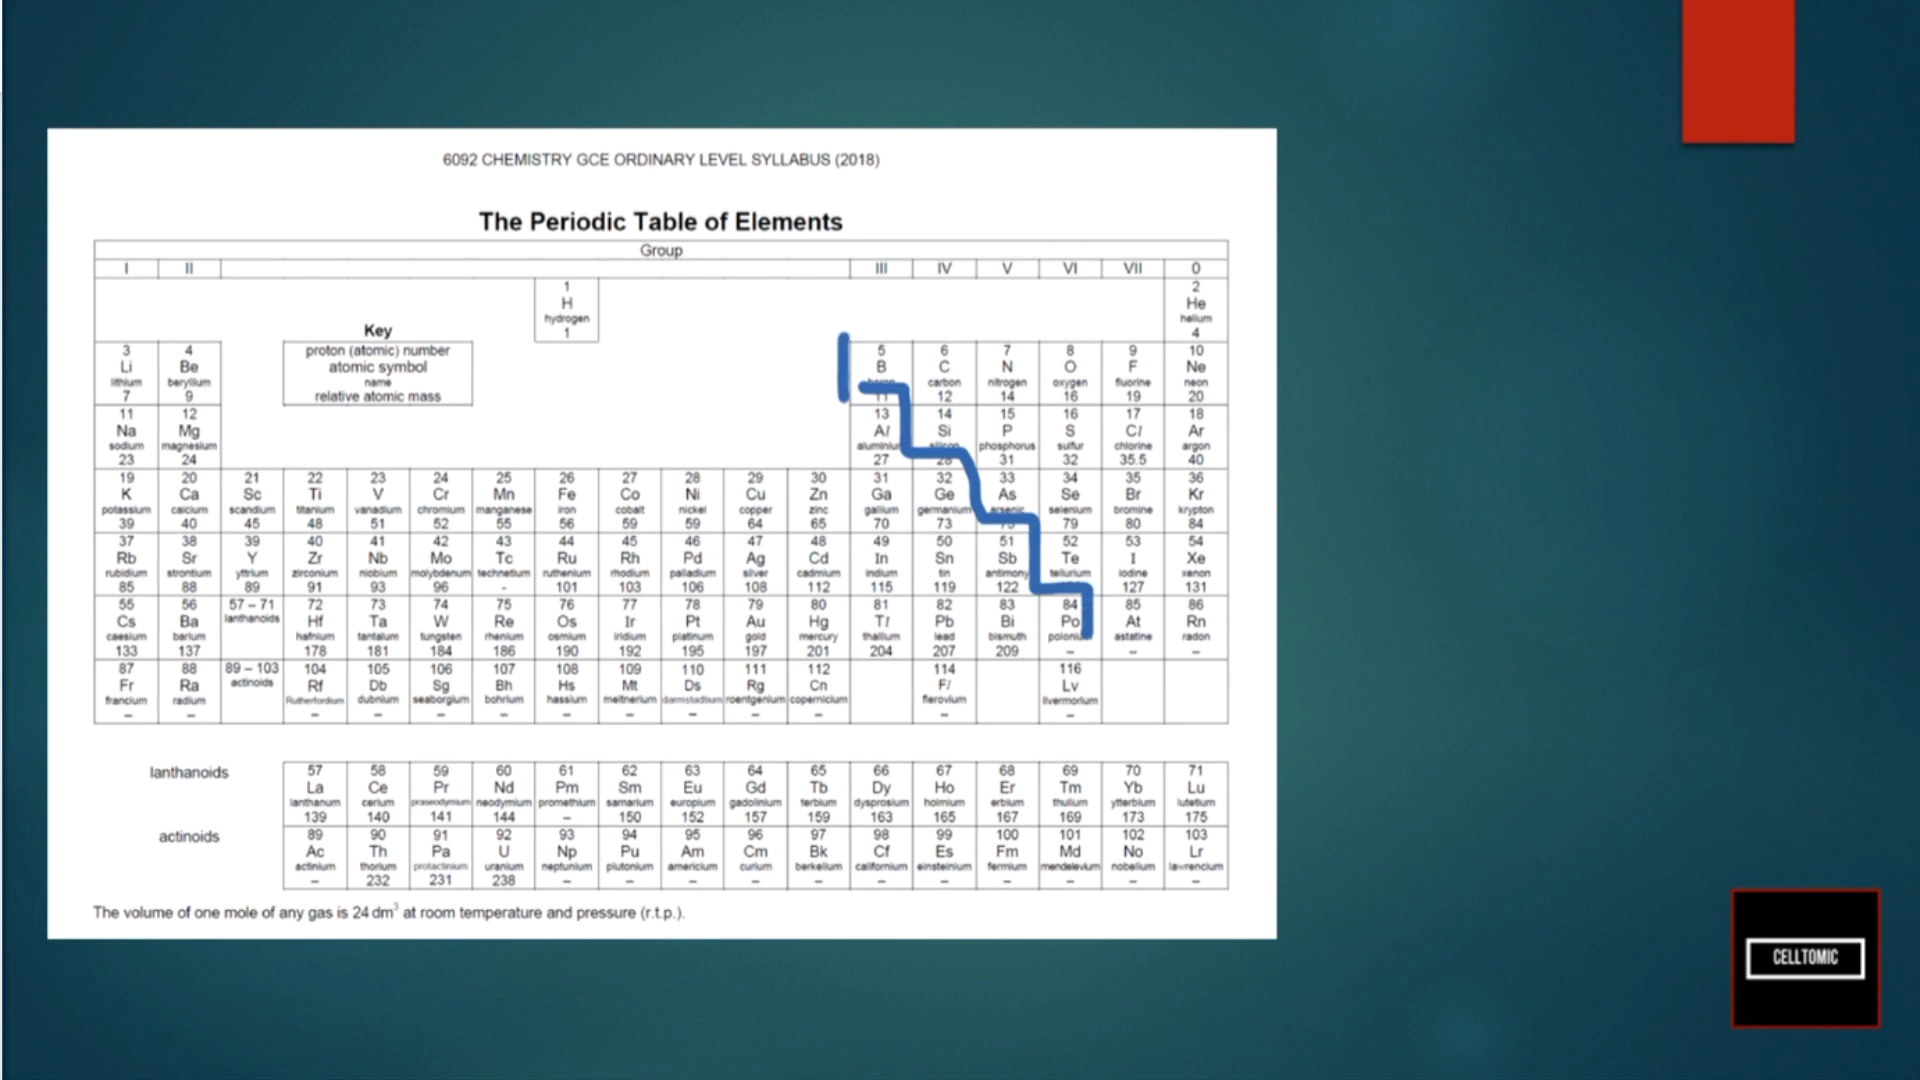 6092 CHEMISTRY GCE ORDINARY LEVEL SYLLABUS (2018)
The Periodic Table of Elements
Group
I II III IV V VI VII 0
1 2
H He
hydrogen helium
1 4
Key
3 4 proton (atomic) number 5 6 7 8 9 10
Li Be atomic symbol B C N O F Ne
lithium beryllium name carbon nitrogen oxygen fluorine neon
7 9 relative atomic mass 11 12 14 16 19 20
11 12 13 14 15 16 17 18
Na Mg Al Si P S Cl Ar
sodium magnesium aluminium silicon phosphorus sulfur chlorine argon
23 24 27 28 31 32 35.5 40
19 20 21 22 23 24 25 26 27 28 29 30 31 32 33 34 35 36
K Ca Sc Ti V Cr Mn Fe Co Ni Cu Zn Ga Ge As Se Br Kr
potassium calcium scandium titanium vanadium chromium manganese iron cobalt nickel copper zinc gallium germanium arsenic selenium bromine krypton
39 40 45 48 51 52 55 56 59 59 64 65 70 73 75 79 80 84
37 38 39 40 41 42 43 44 45 46 47 48 49 50 51 52 53 54
Rb Sr Y Zr Nb Mo Tc Ru Rh Pd Ag Cd In Sn Sb Te I Xe
rubidium strontium yttrium zirconium niobium molybdenum technetium ruthenium rhodium palladium silver cadmium indium tin antimony tellurium iodine xenon
85 88 89 91 93 96 - 101 103 106 108 112 115 119 122 127 131
55 56 57 – 71 72 73 74 75 76 77 78 79 80 81 82 83 84 85 86
Cs Ba lanthanoids Hf Ta W Re Os Ir Pt Au Hg Tl Pb Bi Po At Rn
caesium barium hafnium tantalum tungsten rhenium osmium iridium platinum gold mercury thallium lead bismuth polonium astatine radon
133 137 178 181 184 186 190 192 195 197 201 204 207 209 – – –
87 88 89 – 103 104 105 106 107 108 109 110 111 112 114 116
Fr Ra actinoids Rf Db Sg Bh Hs Mt Ds Rg Cn Fl Lv
francium radium Rutherfordium dubnium seaborgium bohrium hassium meitnerium darmstadtium roentgenium copernicium flerovium livermorium
– – – – – – – – – – – – –
lanthanoids 57 58 59 60 61 62 63 64 65 66 67 68 69 70 71
La Ce Pr Nd Pm Sm Eu Gd Tb Dy Ho Er Tm Yb Lu
lanthanum cerium praseodymium neodymium promethium samarium europium gadolinium terbium dysprosium holmium erbium thulium ytterbium lutetium
139 140 141 144 – 150 152 157 159 163 165 167 169 173 175
actinoids 89 90 91 92 93 94 95 96 97 98 99 100 101 102 103
Ac Th Pa U Np Pu Am Cm Bk Cf Es Fm Md No Lr
actinium thorium protactinium uranium neptunium plutonium americium curium berkelium californium einsteinium fermium mendelevium nobelium lawrencium
– 232 231 238 – – – – – – – – – – –
The volume of one mole of any gas is 24 dm³ at room temperature and pressure (r.t.p.).
CELLTOMIC